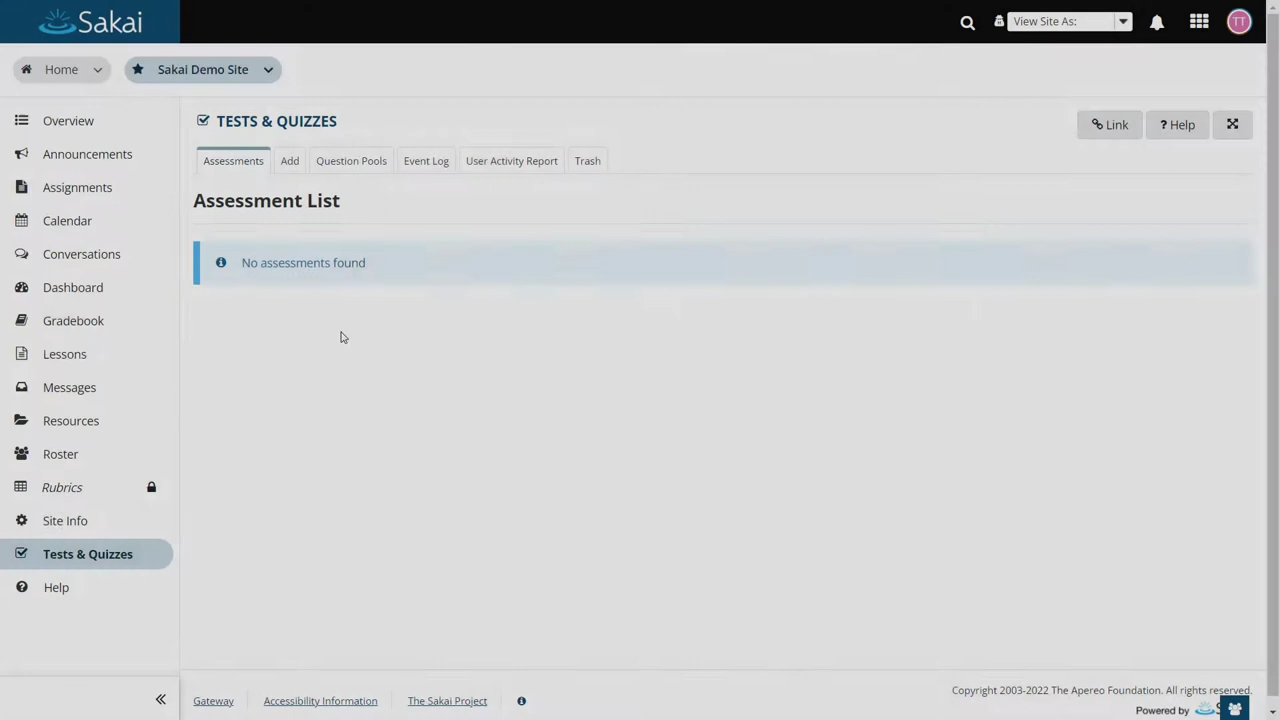 Sakai
View Site As:
TT
Home
Sakai Demo Site
Overview
Announcements
Assignments
Calendar
Conversations
Dashboard
Gradebook
Lessons
Messages
Resources
Roster
Rubrics
Site Info
Tests & Quizzes
Help
TESTS & QUIZZES
Link
? Help
Assessments
Add
Question Pools
Event Log
User Activity Report
Trash
Assessment List
No assessments found
Gateway
Accessibility Information
The Sakai Project
Copyright 2003-2022 The Apereo Foundation. All rights reserved.
Powered by